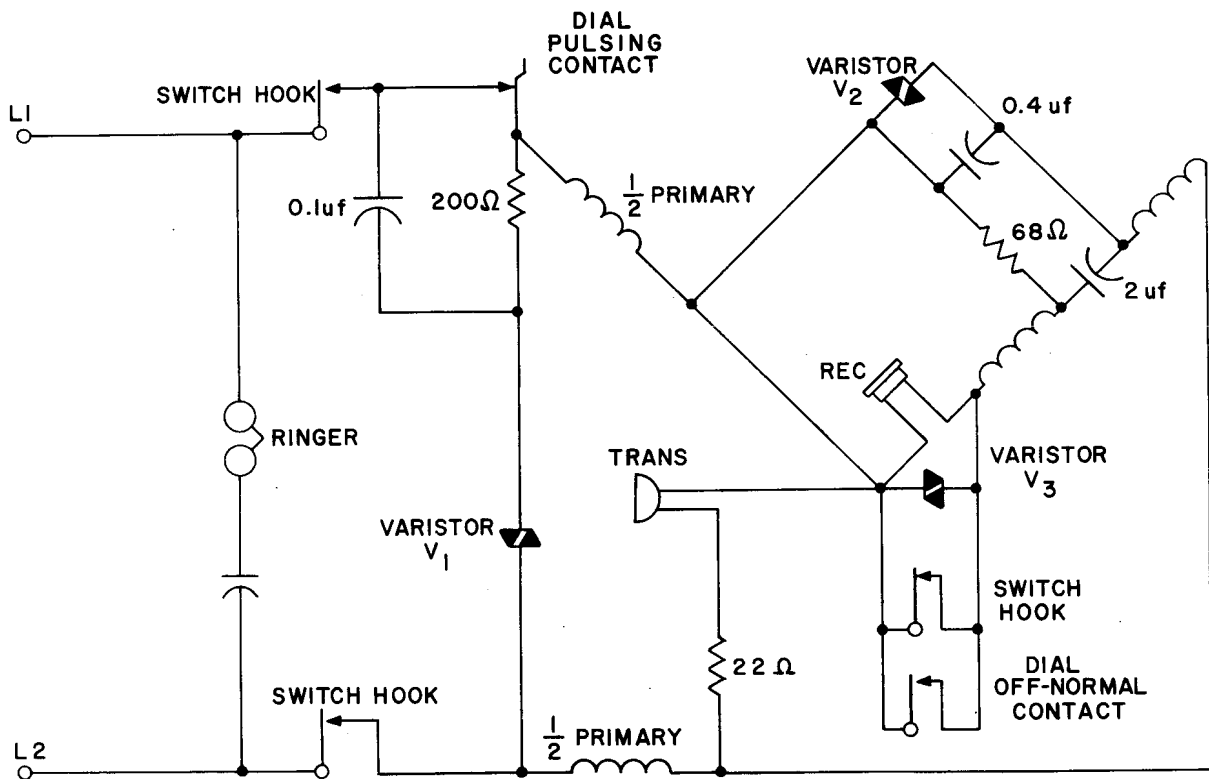 DIAL
PULSING
CONTACT
SWITCH HOOK
L1
VARISTOR
V2
0.4 uf
0.1uf
200Ω
1/2 PRIMARY
68Ω
2 uf
REC
RINGER
TRANS
VARISTOR
V3
VARISTOR
V1
SWITCH
HOOK
22 Ω
DIAL
OFF-NORMAL
CONTACT
SWITCH HOOK
1/2 PRIMARY
L2